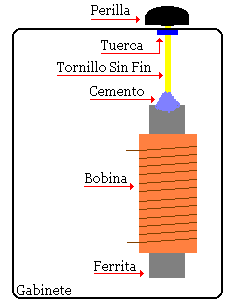 Perilla
Tuerca
Tornillo Sin Fin
Cemento
Bobina
Ferrita
Gabinete